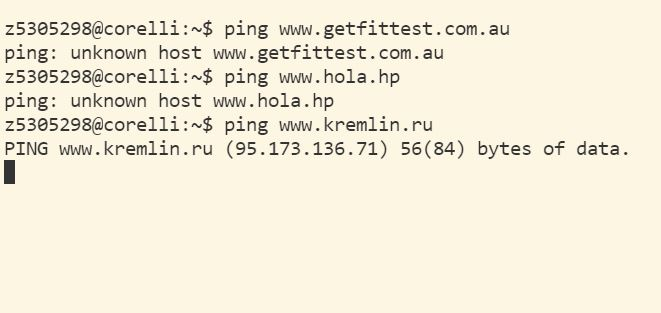 z5305298@corelli:~$ ping www.getfittest.com.au
ping: unknown host www.getfittest.com.au
z5305298@corelli:~$ ping www.hola.hp
ping: unknown host www.hola.hp
z5305298@corelli:~$ ping www.kremlin.ru
PING www.kremlin.ru (95.173.136.71) 56(84) bytes of data.